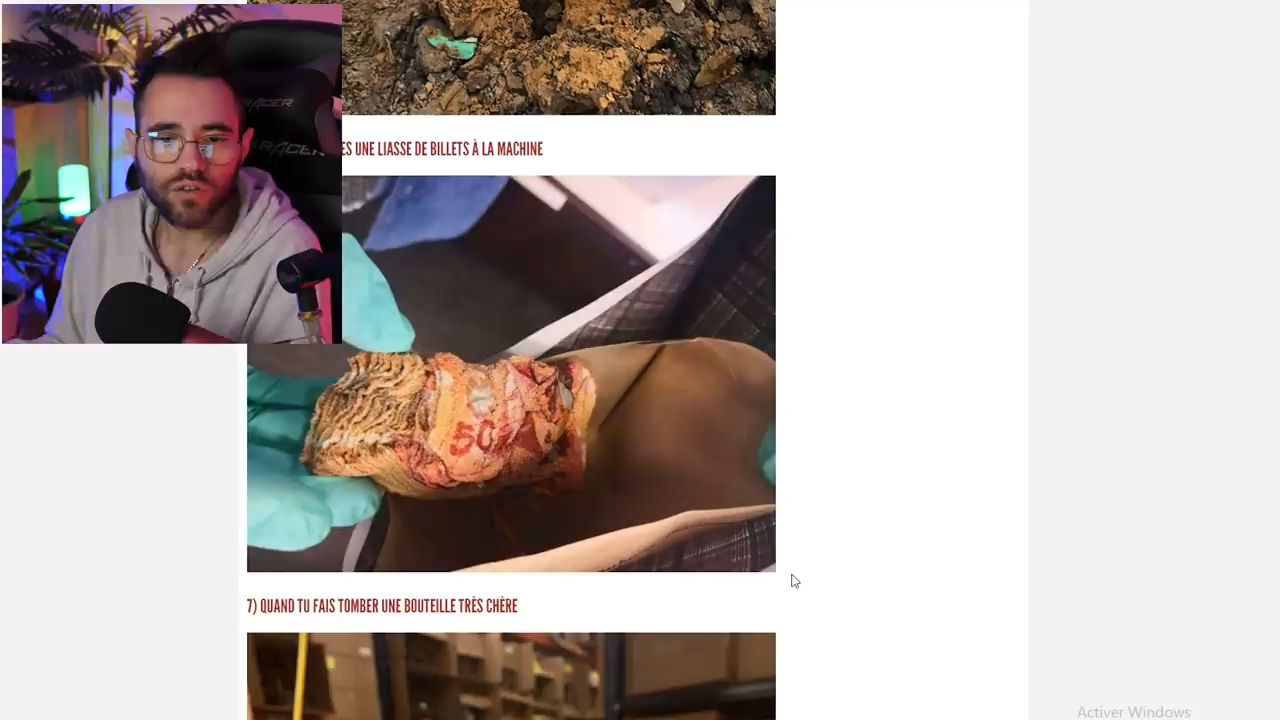 ES UNE LIASSE DE BILLETS À LA MACHINE
50
7) QUAND TU FAIS TOMBER UNE BOUTEILLE TRÈS CHÈRE
Activer Windows